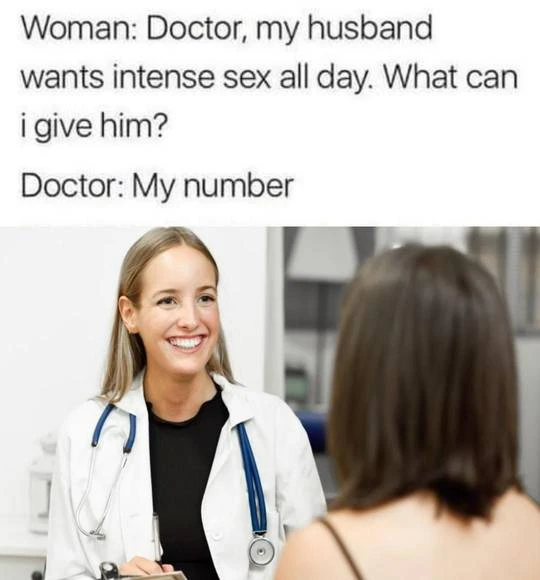 Woman: Doctor, my husband
wants intense sex all day. What can
i give him?
Doctor: My number